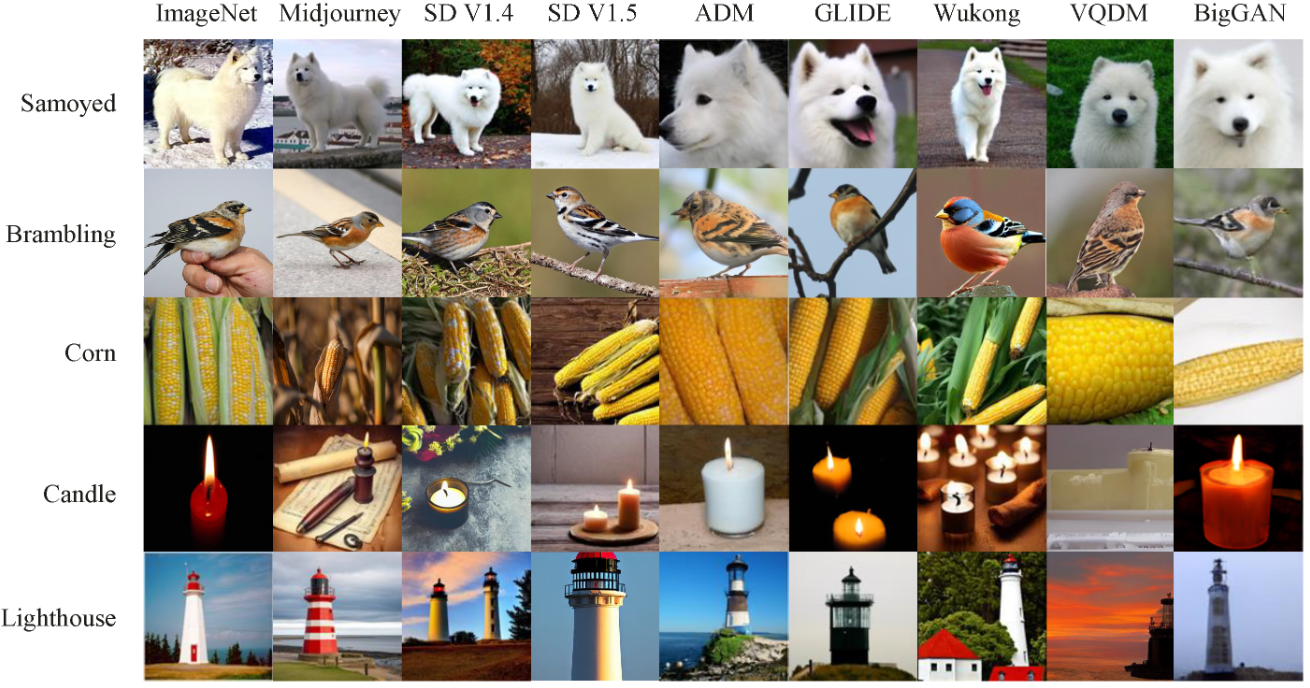 ImageNet Midjourney SD V1.4 SD V1.5 ADM GLIDE Wukong VQDM BigGAN
Samoyed
Brambling
Corn
Candle
Lighthouse